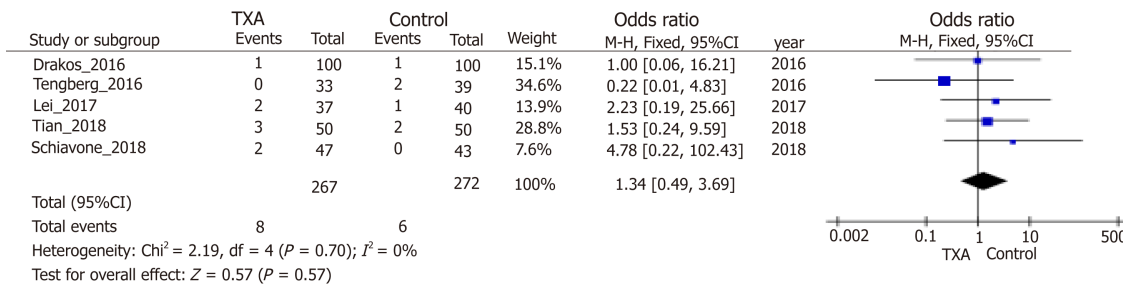 TXA Control Odds ratio Odds ratio
Study or subgroup Events Total Events Total Weight M-H, Fixed, 95%CI year M-H, Fixed, 95%CI
Drakos_2016 1 100 1 100 15.1% 1.00 [0.06, 16.21] 2016
Tengberg_2016 0 33 2 39 34.6% 0.22 [0.01, 4.83] 2016
Lei_2017 2 37 1 40 13.9% 2.23 [0.19, 25.66] 2017
Tian_2018 3 50 2 50 28.8% 1.53 [0.24, 9.59] 2018
Schiavone_2018 2 47 0 43 7.6% 4.78 [0.22, 102.43] 2018
267 272 100% 1.34 [0.49, 3.69]
Total (95%CI)
Total events 8 6
Heterogeneity: Chi² = 2.19, df = 4 (P = 0.70); I² = 0%
Test for overall effect: Z = 0.57 (P = 0.57)
0.002 0.1 1 10 500
TXA Control